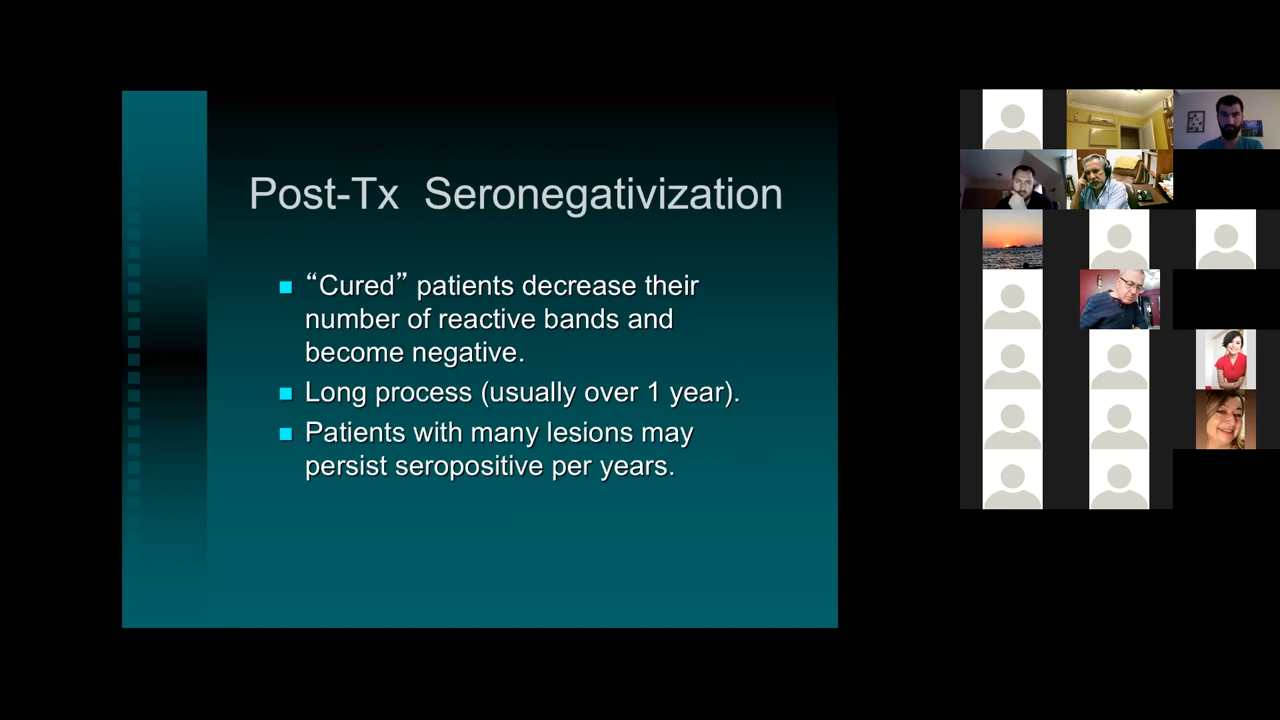 Post-Tx Seronegativization
“Cured” patients decrease their
number of reactive bands and
become negative.
Long process (usually over 1 year).
Patients with many lesions may
persist seropositive per years.